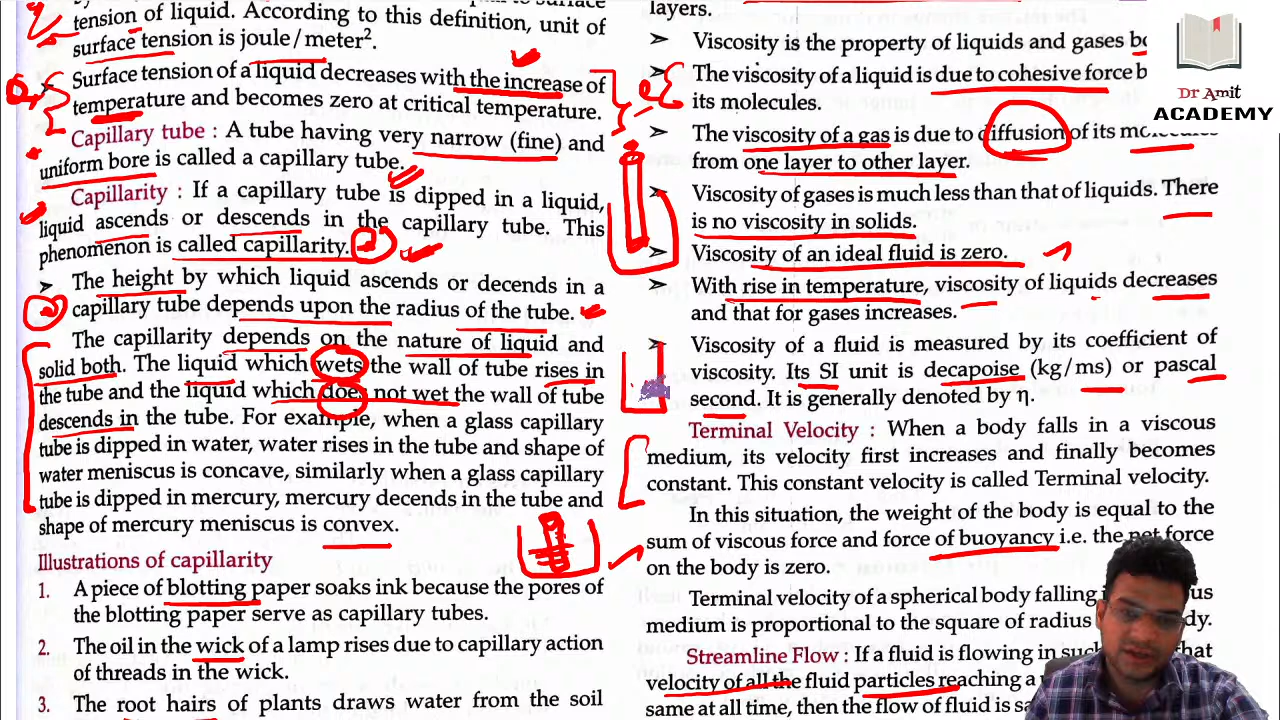 tension of liquid. According to this definition, unit of
surface tension is joule/meter².
Surface tension of a liquid decreases with the increase of
temperature and becomes zero at critical temperature.
Capillary tube : A tube having very narrow (fine) and
uniform bore is called a capillary tube.
Capillarity : If a capillary tube is dipped in a liquid,
liquid ascends or descends in the capillary tube. This
phenomenon is called capillarity.
➤ The height by which liquid ascends or decends in a
capillary tube depends upon the radius of the tube.
The capillarity depends on the nature of liquid and
solid both. The liquid which wets the wall of tube rises in
the tube and the liquid which does not wet the wall of tube
descends in the tube. For example, when a glass capillary
tube is dipped in water, water rises in the tube and shape of
water meniscus is concave, similarly when a glass capillary
tube is dipped in mercury, mercury decends in the tube and
shape of mercury meniscus is convex.
Illustrations of capillarity
1. A piece of blotting paper soaks ink because the pores of
the blotting paper serve as capillary tubes.
2. The oil in the wick of a lamp rises due to capillary action
of threads in the wick.
3. The root hairs of plants draws water from the soil
layers.
➤ Viscosity is the property of liquids and gases
➤ The viscosity of a liquid is due to cohesive force
its molecules.
➤ The viscosity of a gas is due to diffusion of its
from one layer to other layer.
➤ Viscosity of gases is much less than that of liquids. There
is no viscosity in solids.
➤ Viscosity of an ideal fluid is zero.
➤ With rise in temperature, viscosity of liquids decreases
and that for gases increases.
➤ Viscosity of a fluid is measured by its coefficient of
viscosity. Its SI unit is decapoise (kg/ms) or pascal
second. It is generally denoted by η.
Terminal Velocity : When a body falls in a viscous
medium, its velocity first increases and finally becomes
constant. This constant velocity is called Terminal velocity.
In this situation, the weight of the body is equal to the
sum of viscous force and force of buoyancy i.e. the net force
on the body is zero.
Terminal velocity of a spherical body falling
medium is proportional to the square of radius
Streamline Flow : If a fluid is flowing in such that
velocity of all the fluid particles reaching a
same at all time, then the flow of fluid is
Dr Amit
ACADEMY